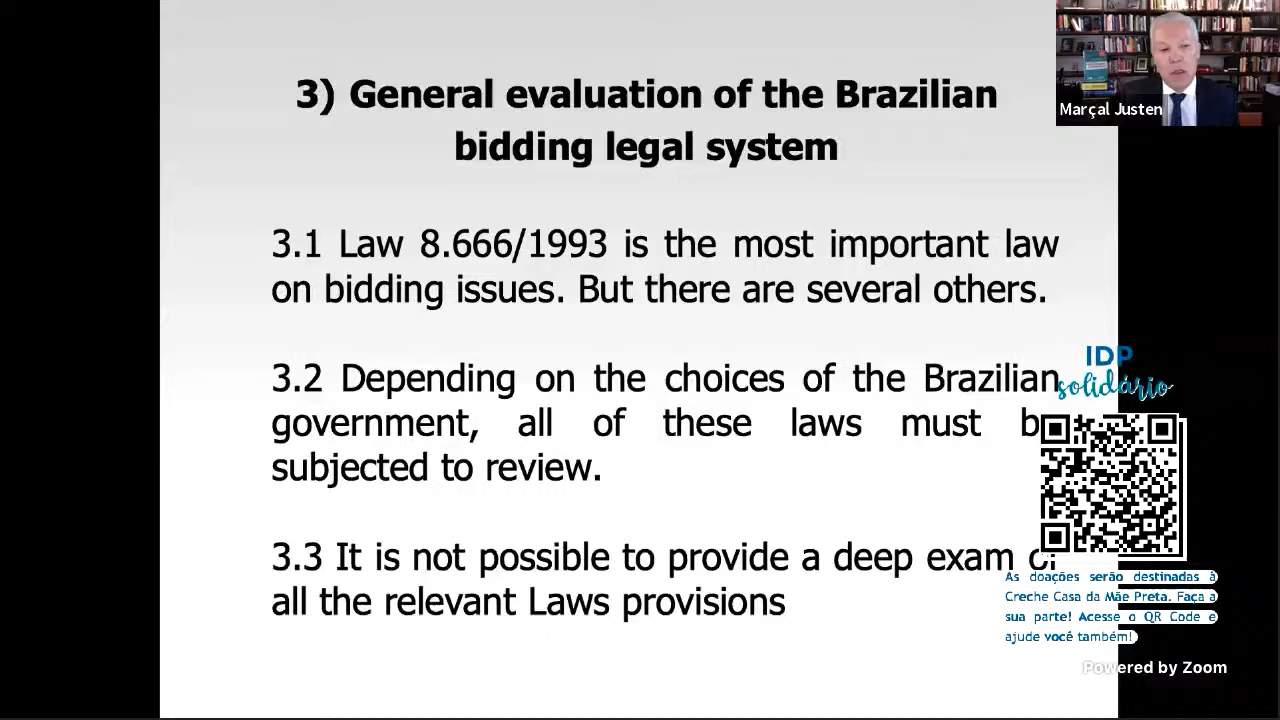 3) General evaluation of the Brazilian
bidding legal system
Marçal Justen
3.1 Law 8.666/1993 is the most important law
on bidding issues. But there are several others.
3.2 Depending on the choices of the Brazilian
government, all of these laws must
subjected to review.
3.3 It is not possible to provide a deep exam
all the relevant Laws provisions
IDP
solidário
As doações serão destinadas à
Creche Casa da Mãe Preta. Faça a
sua parte! Acesse o QR Code e
ajude você também!
Powered by Zoom